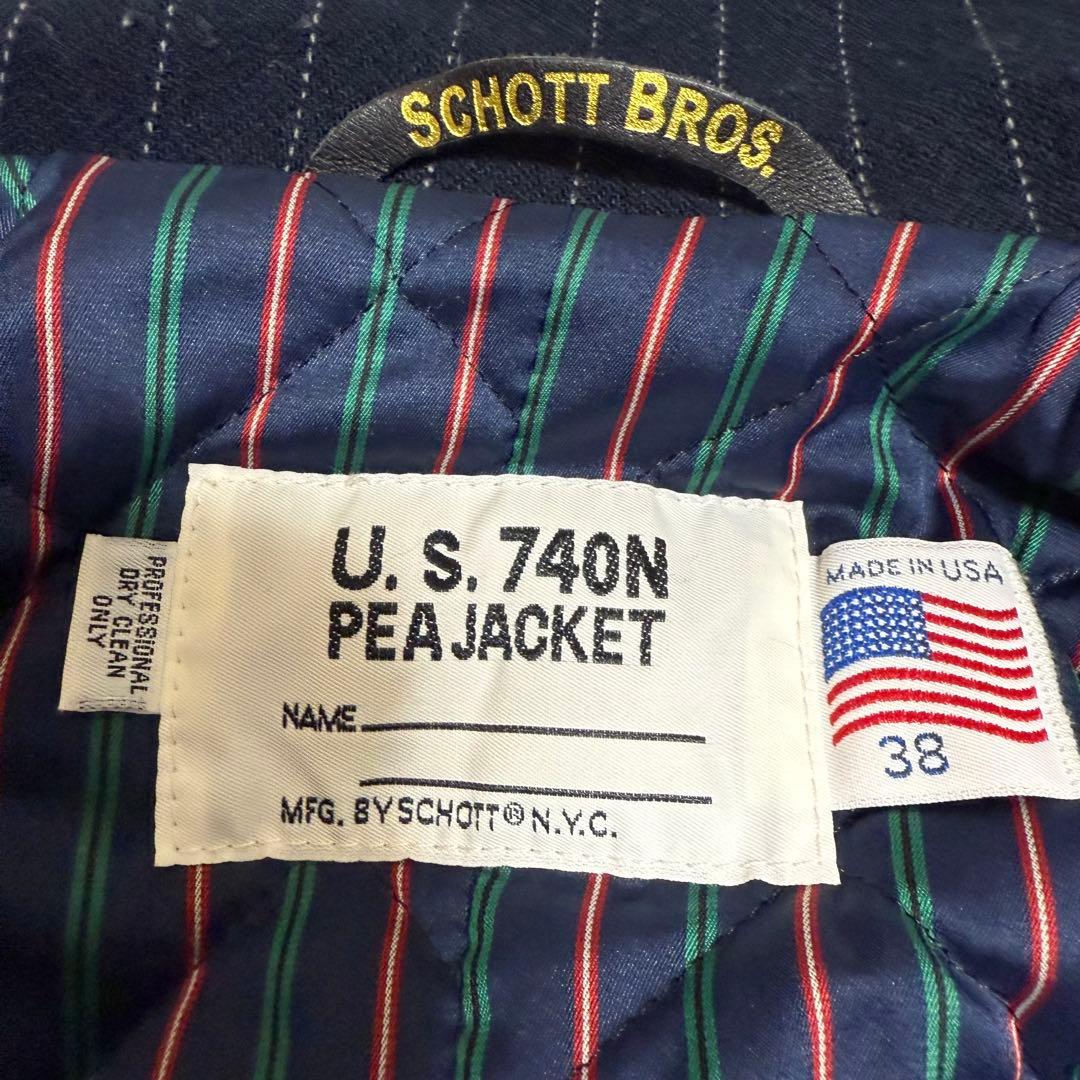 SCHOTT BROS.
U. S. 740N
PEA JACKET
NAME
MFG. BY SCHOTT® N.Y.C.
PROFESSIONAL
DRY CLEAN
ONLY
MADE IN USA
38